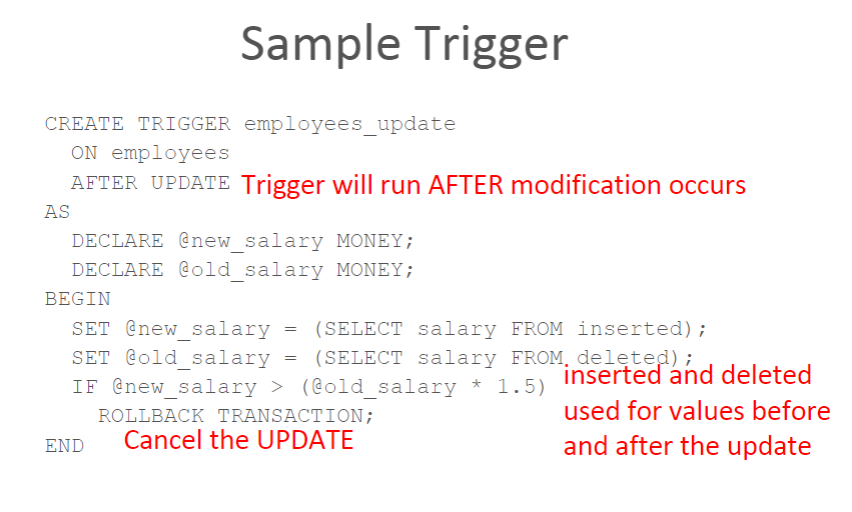 Sample Trigger
CREATE TRIGGER employees_update
ON employees
AFTER UPDATE Trigger will run AFTER modification occurs
AS
DECLARE @new_salary MONEY;
DECLARE @old_salary MONEY;
BEGIN
SET @new_salary = (SELECT salary FROM inserted);
SET @old_salary = (SELECT salary FROM deleted);
IF @new_salary > (@old_salary * 1.5)
ROLLBACK TRANSACTION;
END
Cancel the UPDATE
inserted and deleted
used for values before
and after the update